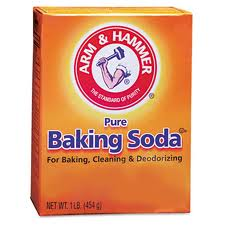 ARM & HAMMER
THE STANDARD OF PURITY
Pure
Baking Soda
For Baking, Cleaning & Deodorizing
NET WT. 1 LB. (454 g)